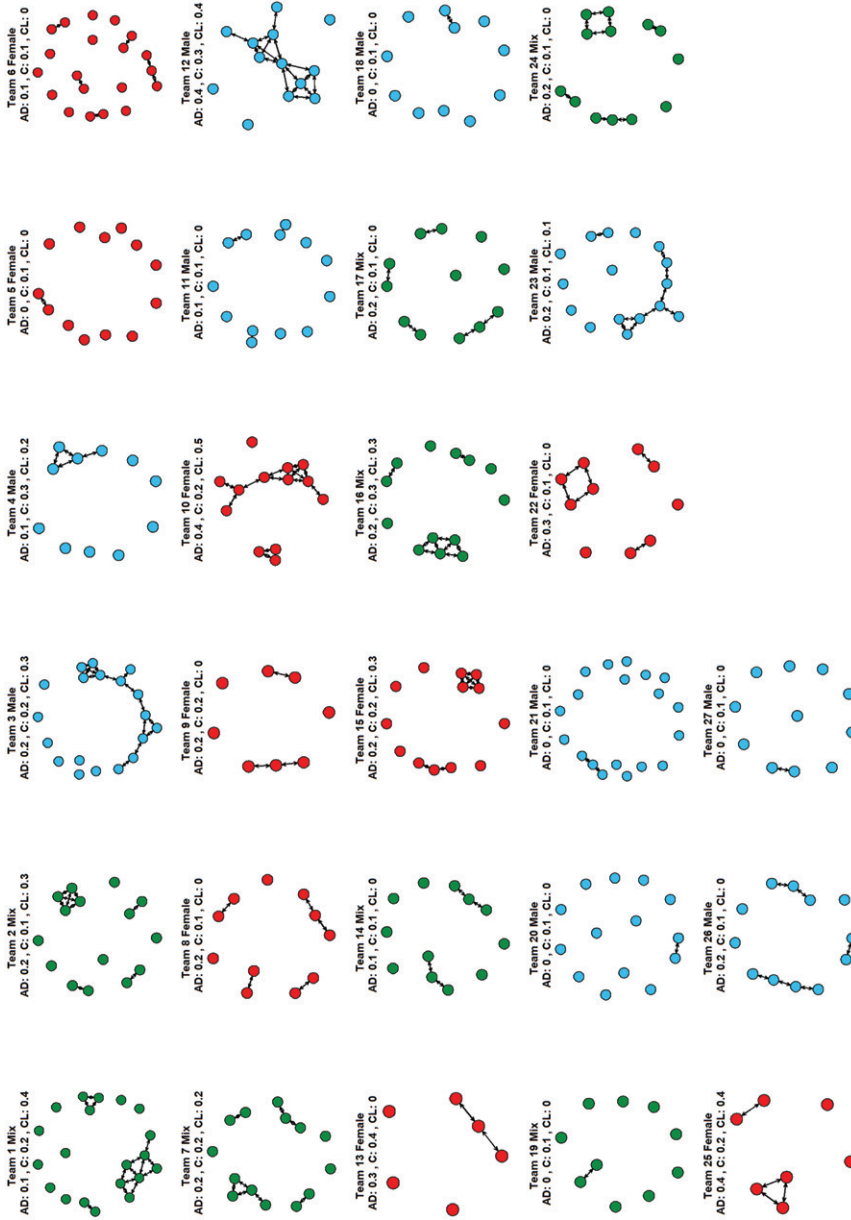 Team 1 Mix
AD: 0.1, C: 0.2 , CL: 0.4
Team 2 Mix
AD: 0.2, C: 0.1 , CL: 0.3
Team 3 Male
AD: 0.2 , C: 0.2 , CL: 0.3
Team 4 Male
AD: 0.1 , C: 0.3 , CL: 0.2
Team 5 Female
AD: 0 , C: 0.1 , CL: 0
Team 6 Female
AD: 0.1 , C: 0.1 , CL: 0
Team 7 Mix
AD: 0.2 , C: 0.2 , CL: 0.2
Team 8 Female
AD: 0.2 , C: 0.1 , CL: 0
Team 9 Female
AD: 0.2 , C: 0.2 , CL: 0
Team 10 Female
AD: 0.4 , C: 0.2 , CL: 0.5
Team 11 Male
AD: 0.1 , C: 0.1 , CL: 0
Team 12 Male
AD: 0.4 , C: 0.3 , CL: 0.4
Team 13 Female
AD: 0.3 , C: 0.4 , CL: 0
Team 14 Mix
AD: 0.1 , C: 0.1 , CL: 0
Team 15 Female
AD: 0.2 , C: 0.2 , CL: 0.3
Team 16 Mix
AD: 0.2 , C: 0.3 , CL: 0.3
Team 17 Mix
AD: 0.2 , C: 0.1 , CL: 0
Team 18 Male
AD: 0 , C: 0.1 , CL: 0
Team 19 Mix
AD: 0 , C: 0.1 , CL: 0
Team 20 Male
AD: 0 , C: 0.1 , CL: 0
Team 21 Male
AD: 0 , C: 0.1 , CL: 0
Team 22 Female
AD: 0.3 , C: 0.1 , CL: 0
Team 23 Male
AD: 0.2 , C: 0.1 , CL: 0.1
Team 24 Mix
AD: 0.2 , C: 0.1 , CL: 0
Team 25 Female
AD: 0.4 , C: 0.2 , CL: 0.4
Team 26 Male
AD: 0.2 , C: 0.1 , CL: 0
Team 27 Male
AD: 0 , C: 0.1 , CL: 0